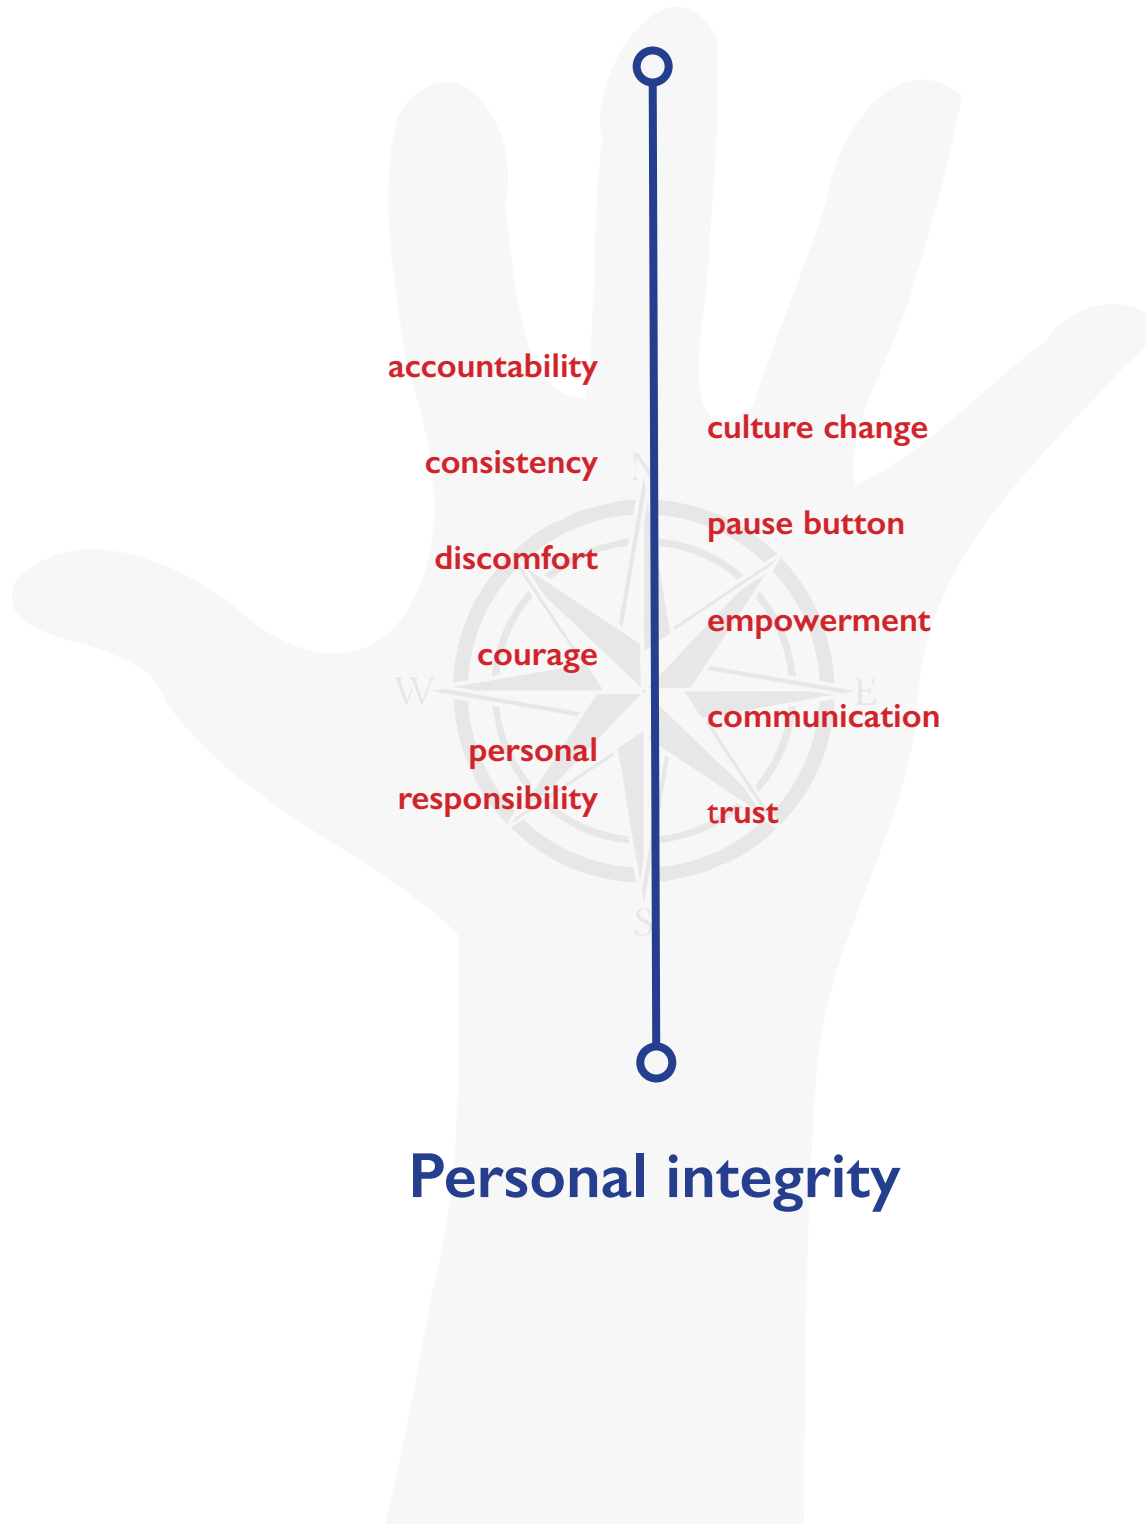 accountability
culture change
consistency
N
pause button
discomfort
empowerment
courage
W
E
communication
personal
responsibility
trust
S
Personal integrity